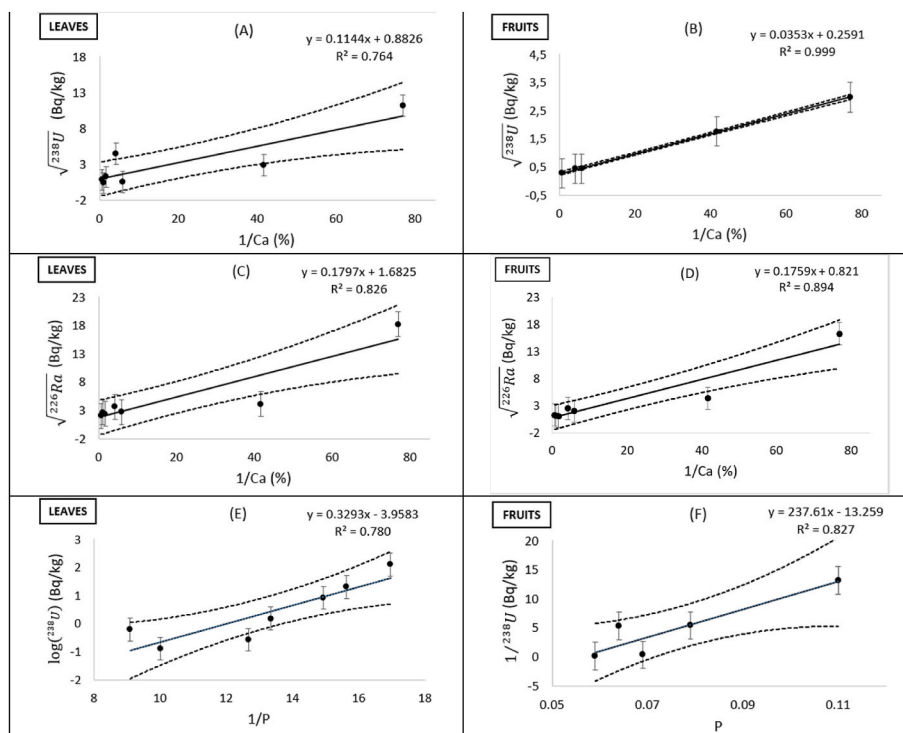 LEAVES
(A)
y = 0.1144x + 0.8826
R² = 0.764
√²³⁸U (Bq/kg)
18
13
8
3
-2
0 20 40 60 80
1/Ca (%)
FRUITS
(B)
y = 0.0353x + 0.2591
R² = 0.999
√²³⁸U (Bq/kg)
4,5
3,5
2,5
1,5
0,5
-0,5
0 20 40 60 80
1/Ca (%)
LEAVES
(C)
y = 0.1797x + 1.6825
R² = 0.826
√²²⁶Ra (Bq/kg)
23
18
13
8
3
-2
0 20 40 60 80
1/Ca (%)
FRUITS
(D)
y = 0.1759x + 0.821
R² = 0.894
√²²⁶Ra (Bq/kg)
23
18
13
8
3
-2
0 20 40 60 80
1/Ca (%)
LEAVES
(E)
y = 0.3293x - 3.9583
R² = 0.780
log(²³⁸U) (Bq/kg)
3
2
1
0
-1
-2
8 10 12 14 16 18
1/P
FRUITS
(F)
y = 237.61x - 13.259
R² = 0.827
1/²³⁸U (Bq/kg)
20
15
10
5
0
-5
0.05 0.07 0.09 0.11
P